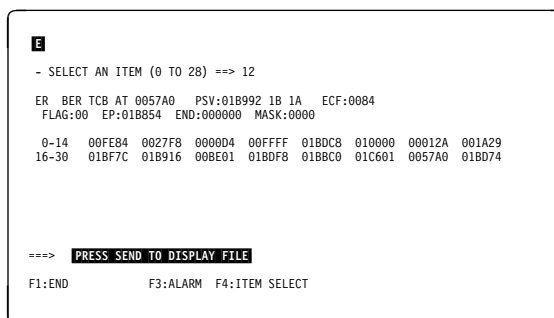 E
- SELECT AN ITEM (0 TO 28) ==> 12
ER BER TCB AT 0057A0 PSV:01B992 1B 1A ECF:0084
FLAG:00 EP:01B854 END:000000 MASK:0000
0-14 00FE84 0027F8 0000D4 00FFFF 01BDC8 010000 00012A 001A29
16-30 01BF7C 01B916 00BE01 01BDF8 01BBC0 01C601 0057A0 01BD74
===> PRESS SEND TO DISPLAY FILE
F1:END F3:ALARM F4:ITEM SELECT